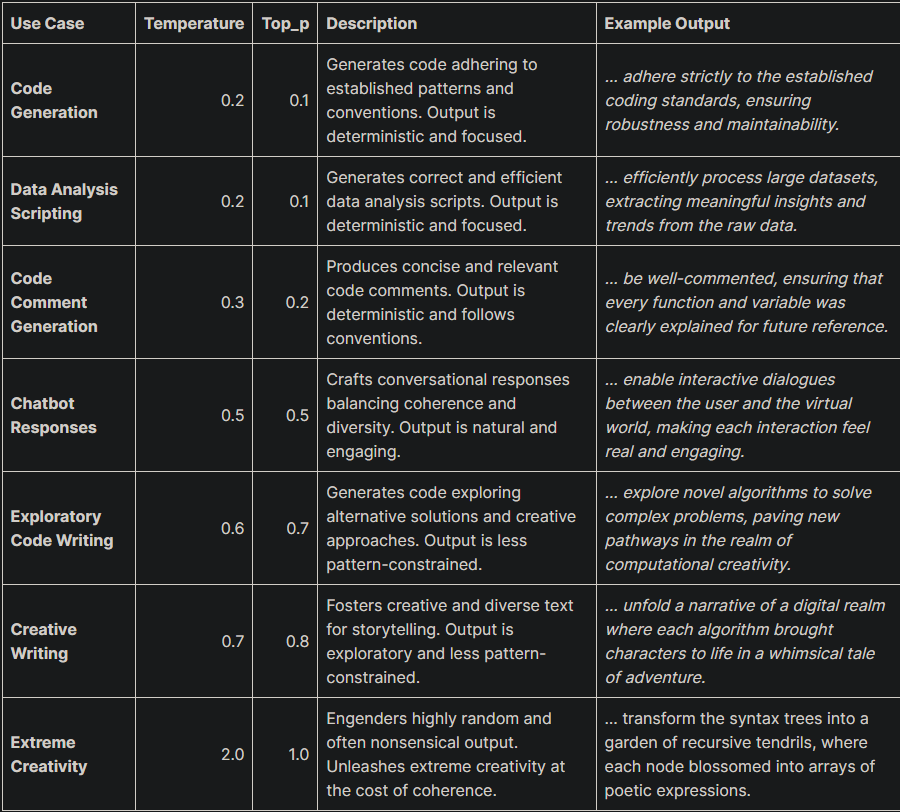 Use Case Temperature Top_p Description Example Output
Code
Generation
0.2
0.1
Generates code adhering to
established patterns and
conventions. Output is
deterministic and focused.
... adhere strictly to the established
coding standards, ensuring
robustness and maintainability.
Data Analysis
Scripting
0.2
0.1
Generates correct and efficient
data analysis scripts. Output is
deterministic and focused.
... efficiently process large datasets,
extracting meaningful insights and
trends from the raw data.
Code
Comment
Generation
0.3
0.2
Produces concise and relevant
code comments. Output is
deterministic and follows
conventions.
... be well-commented, ensuring that
every function and variable was
clearly explained for future reference.
Chatbot
Responses
0.5
0.5
Crafts conversational responses
balancing coherence and
diversity. Output is natural and
engaging.
... enable interactive dialogues
between the user and the virtual
world, making each interaction feel
real and engaging.
Exploratory
Code Writing
0.6
0.7
Generates code exploring
alternative solutions and creative
approaches. Output is less
pattern-constrained.
... explore novel algorithms to solve
complex problems, paving new
pathways in the realm of
computational creativity.
Creative
Writing
0.7
0.8
Fosters creative and diverse text
for storytelling. Output is
exploratory and less pattern-
constrained.
... unfold a narrative of a digital realm
where each algorithm brought
characters to life in a whimsical tale
of adventure.
Extreme
Creativity
2.0
1.0
Engenders highly random and
often nonsensical output.
Unleashes extreme creativity at
the cost of coherence.
... transform the syntax trees into a
garden of recursive tendrils, where
each node blossomed into arrays of
poetic expressions.